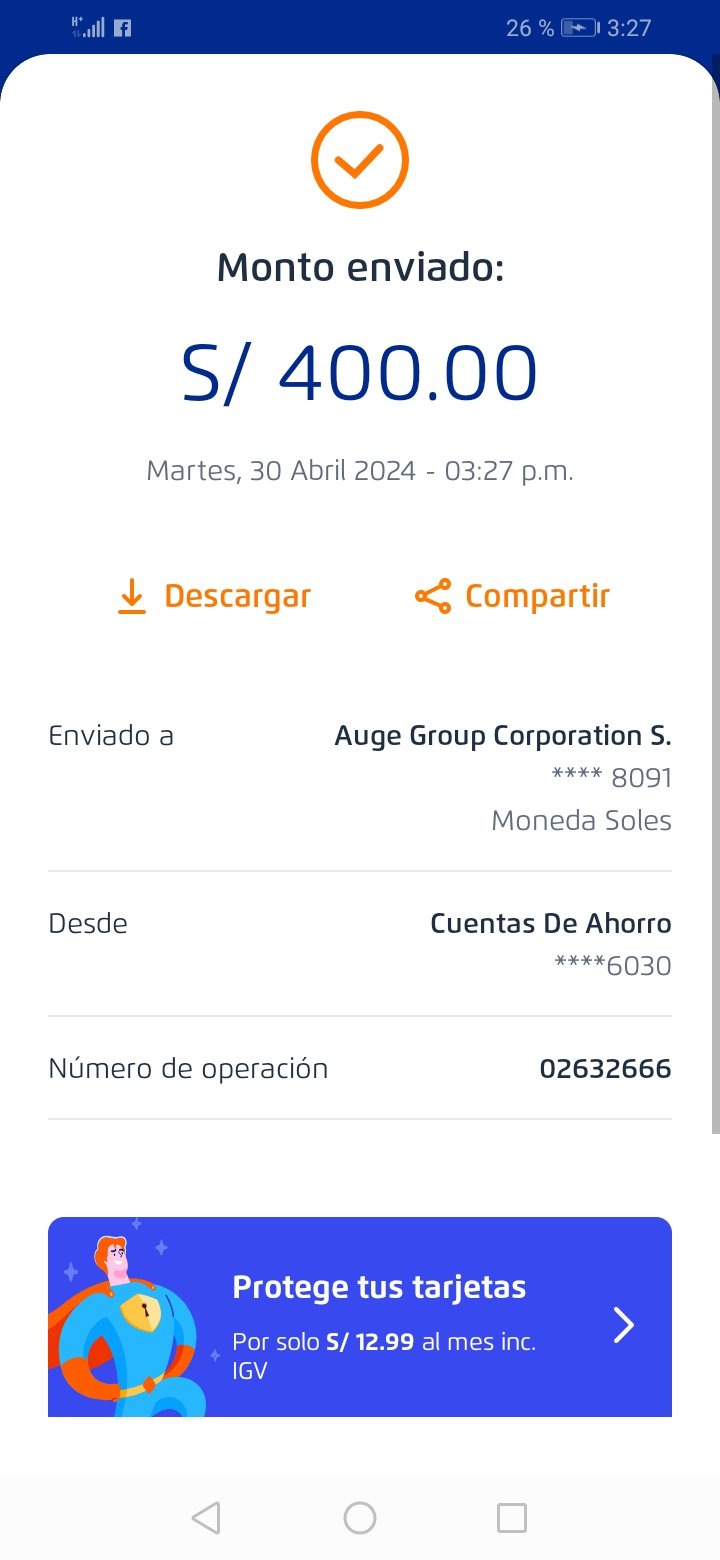 26 % 3:27
Monto enviado:
S/ 400.00
Martes, 30 Abril 2024 - 03:27 p.m.
Descargar Compartir
Enviado a Auge Group Corporation S.
**** 8091
Moneda Soles
Desde Cuentas De Ahorro
****6030
Número de operación 02632666
Protege tus tarjetas
Por solo S/ 12.99 al mes inc.
IGV